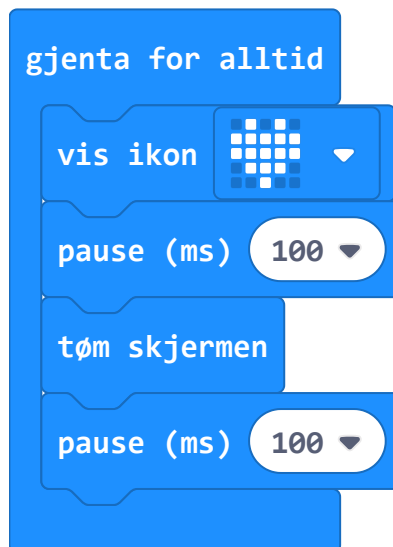 gjenta for alltid
vis ikon
pause (ms) 100
tøm skjermen
pause (ms) 100